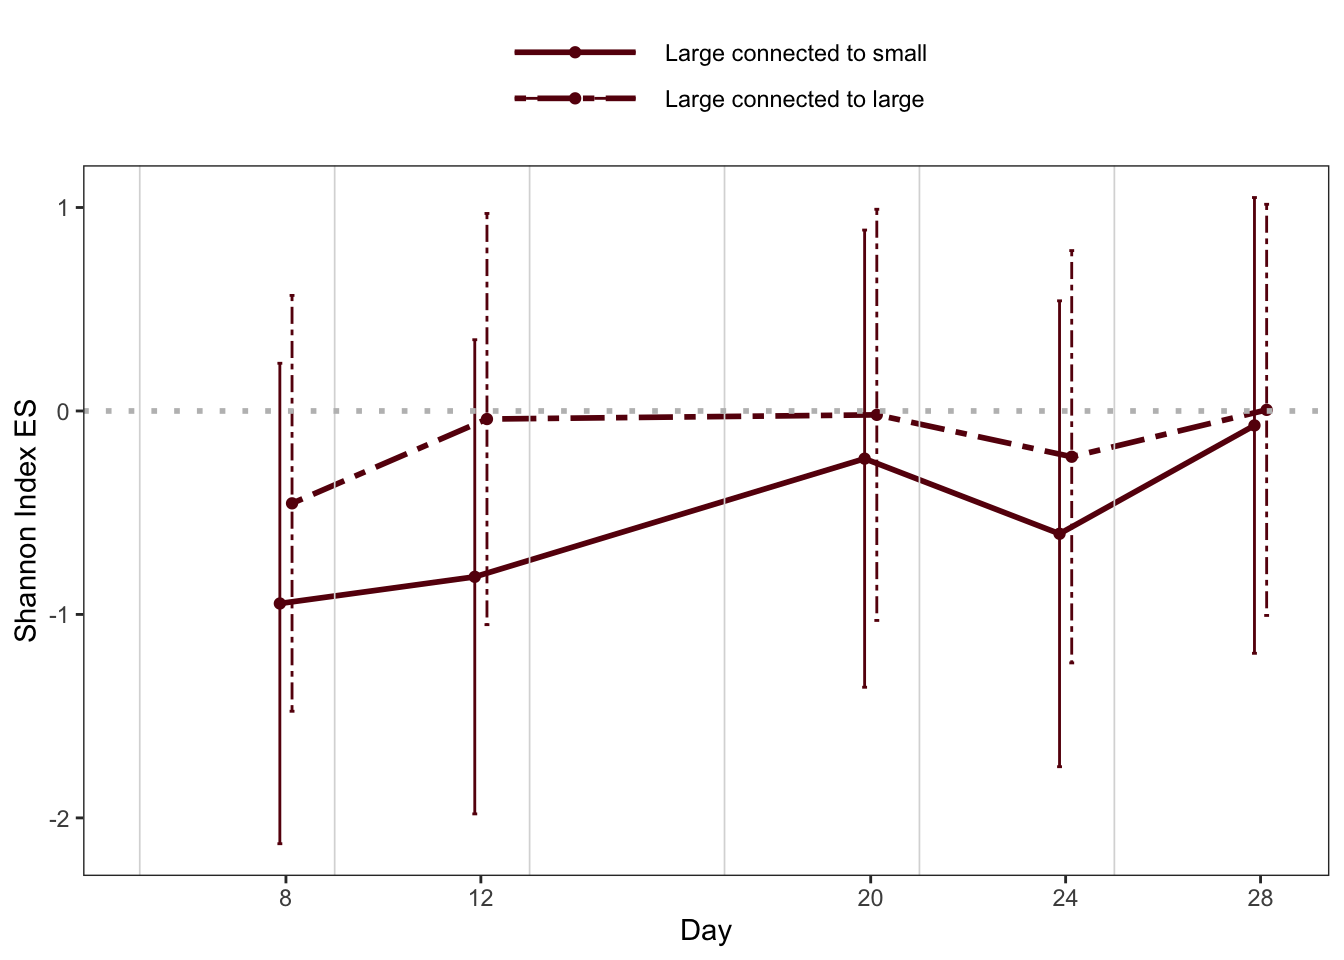 Large connected to small
Large connected to large
Shannon Index ES
1
0
-1
-2
8 12 20 24 28
Day